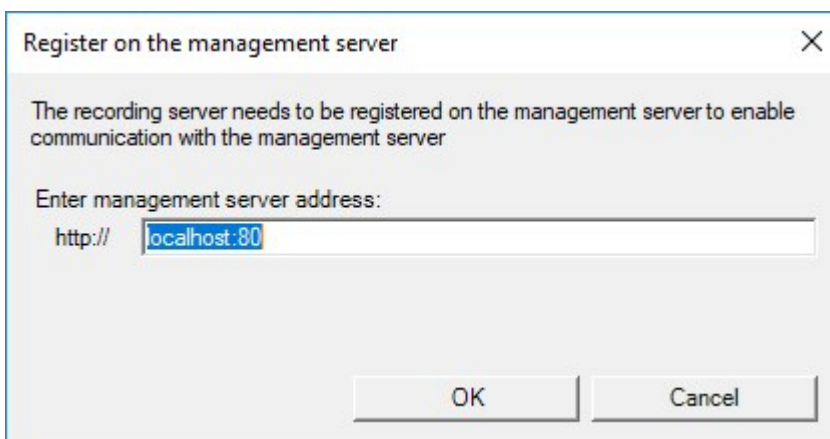 Register on the management server
The recording server needs to be registered on the management server to enable
communication with the management server
Enter management server address:
http:// localhost:80
OK Cancel